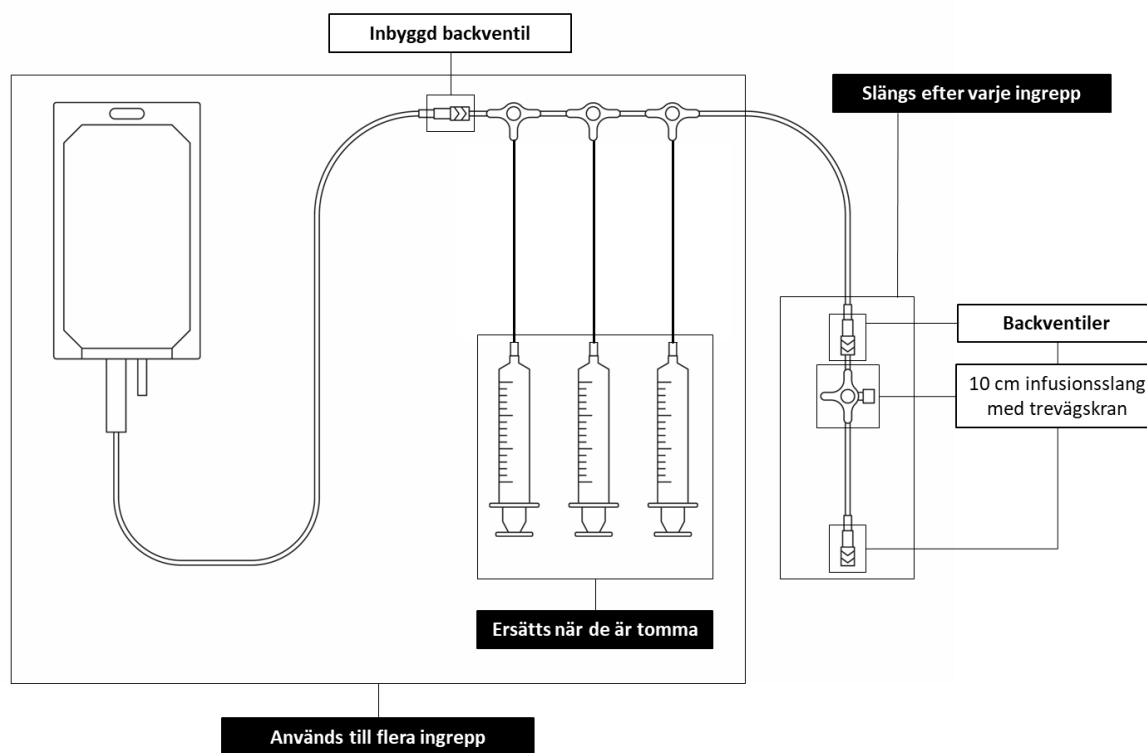 Inbyggd backventil
Slängs efter varje ingrepp
Backventiler
10 cm infusionsslang
med trevägskran
Ersätts när de är tomma
Används till flera ingrepp